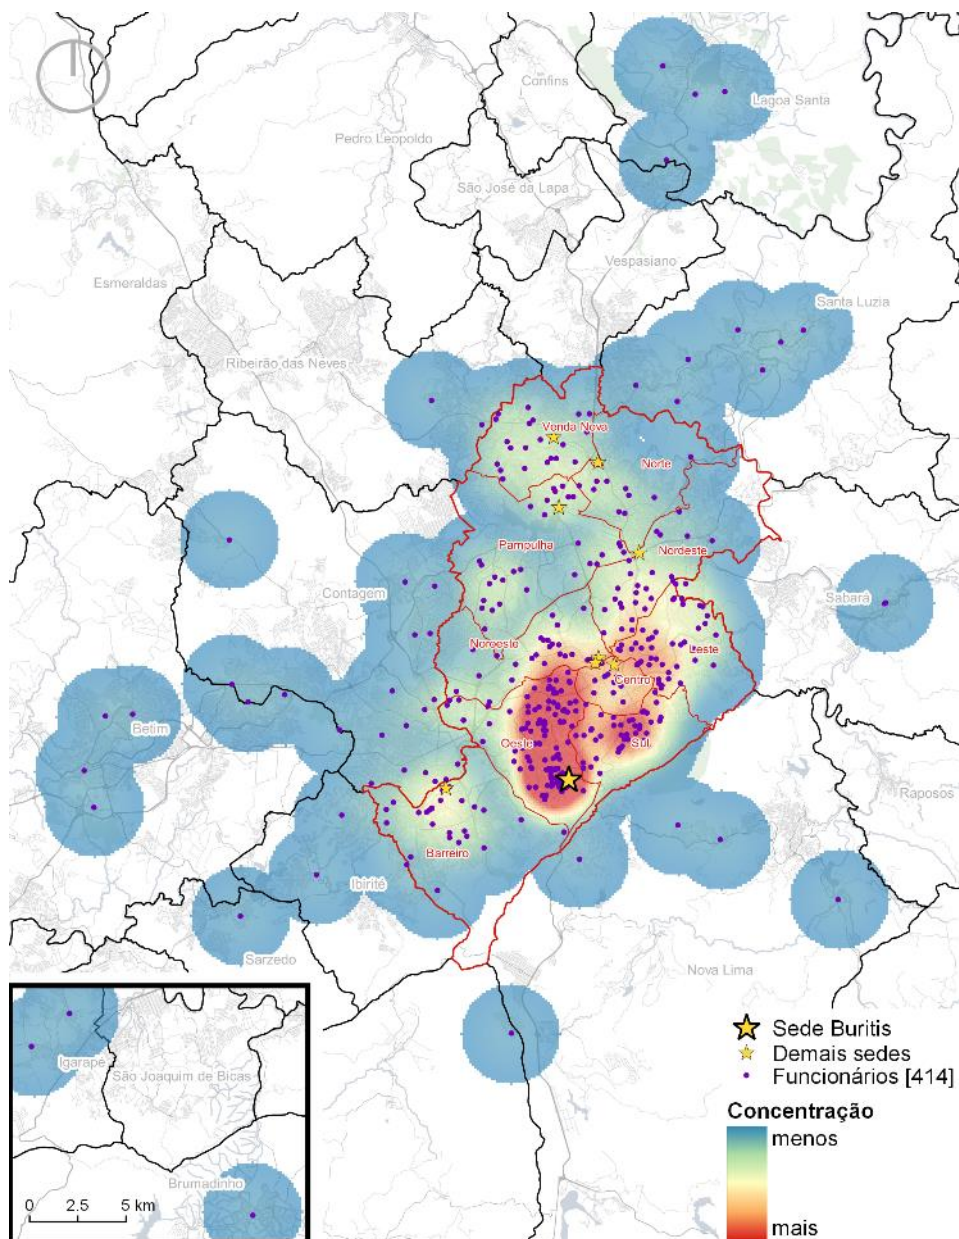 Confins
Lagoa Santa
Pedro Leopoldo
São José da Lapa
Vespasiano
Esmeraldas
Santa Luzia
Ribeirão das Neves
Venda Nova
Norte
Pampulha
Nordeste
Contagem
Sabará
Noroeste
Leste
Centro
Betim
Oeste
Sul
Raposos
Barreiro
Ibirité
Sarzedo
Nova Lima
Sede Buritis
Demais sedes
Funcionários [414]
Concentração
menos
mais
Igarapé
São Joaquim de Bicas
Brumadinho
0 2.5 5 km